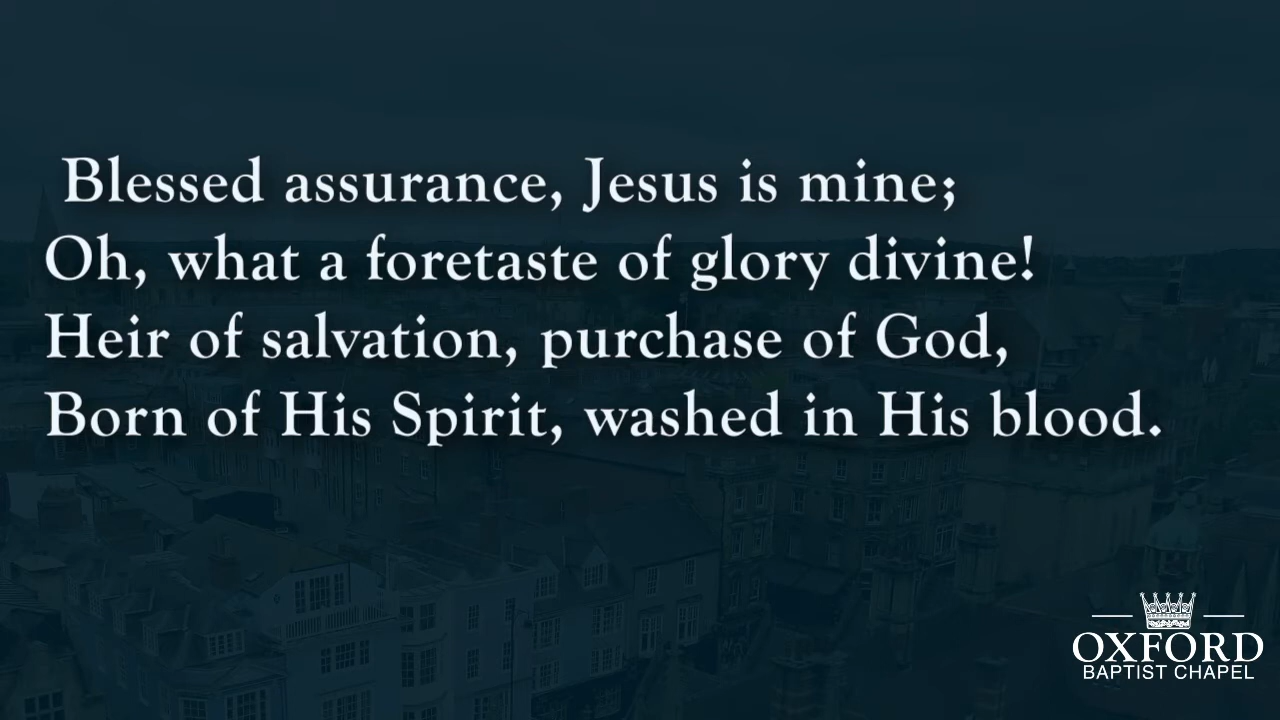 Blessed assurance, Jesus is mine;
Oh, what a foretaste of glory divine!
Heir of salvation, purchase of God,
Born of His Spirit, washed in His blood.
OXFORD
BAPTIST CHAPEL